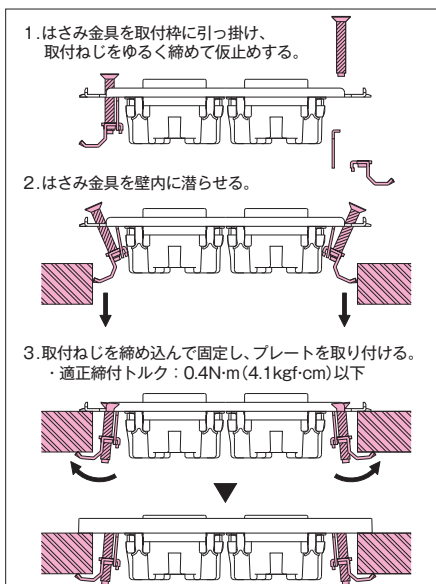 1.はさみ金具を取付枠に引っ掛け、
取付ねじをゆるく締めて仮止めする。
2.はさみ金具を壁内に潜らせる。
3.取付ねじを締め込んで固定し、プレートを取り付ける。
・適正締付トルク：0.4N·m(4.1kgf·cm)以下